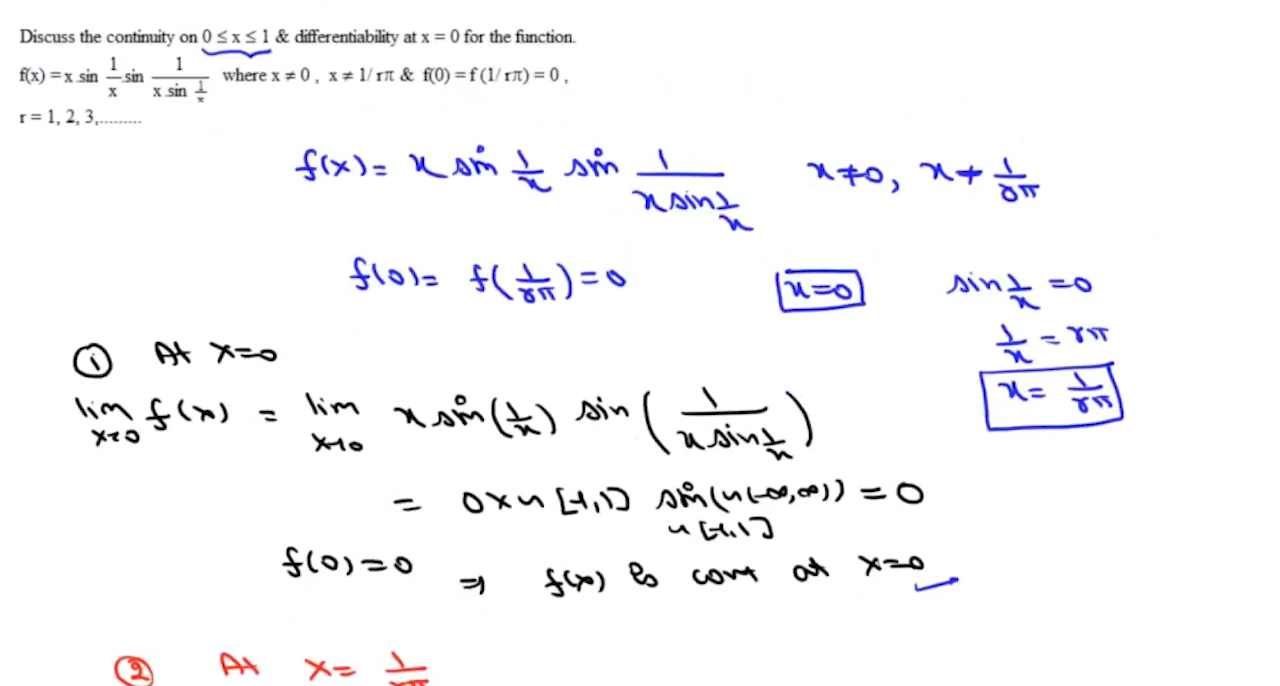 Discuss the continuity on 0 ≤ x ≤ 1 & differentiability at x = 0 for the function.
f(x) = x.sin 1/x .sin 1/(x.sin 1/x) where x ≠ 0, x ≠ 1/rπ & f(0) = f(1/rπ) = 0,
r = 1, 2, 3,.........
f(x) = x sin 1/x sin 1/(x sin 1/x) x≠0, x≠ 1/rπ
f(0) = f(1/rπ) = 0 x=0 sin 1/x = 0
1/x = rπ
① At x=0
x = 1/rπ
lim x→0 f(x) = lim x→0 x sin(1/x) sin(1/(x sin 1/x))
= 0×u[-1,1] sin(u(-∞,∞)) = 0
u[-1,1]
f(0)=0 ⇒ f(x) is cont at x=0
② At x= 1/rπ